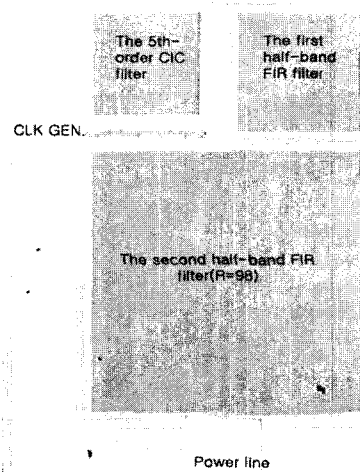 The 5th-
order CIC
filter
The first
half-band
FIR filter
CLK GEN.
The second half-band FIR
filter(R=98)
Power line